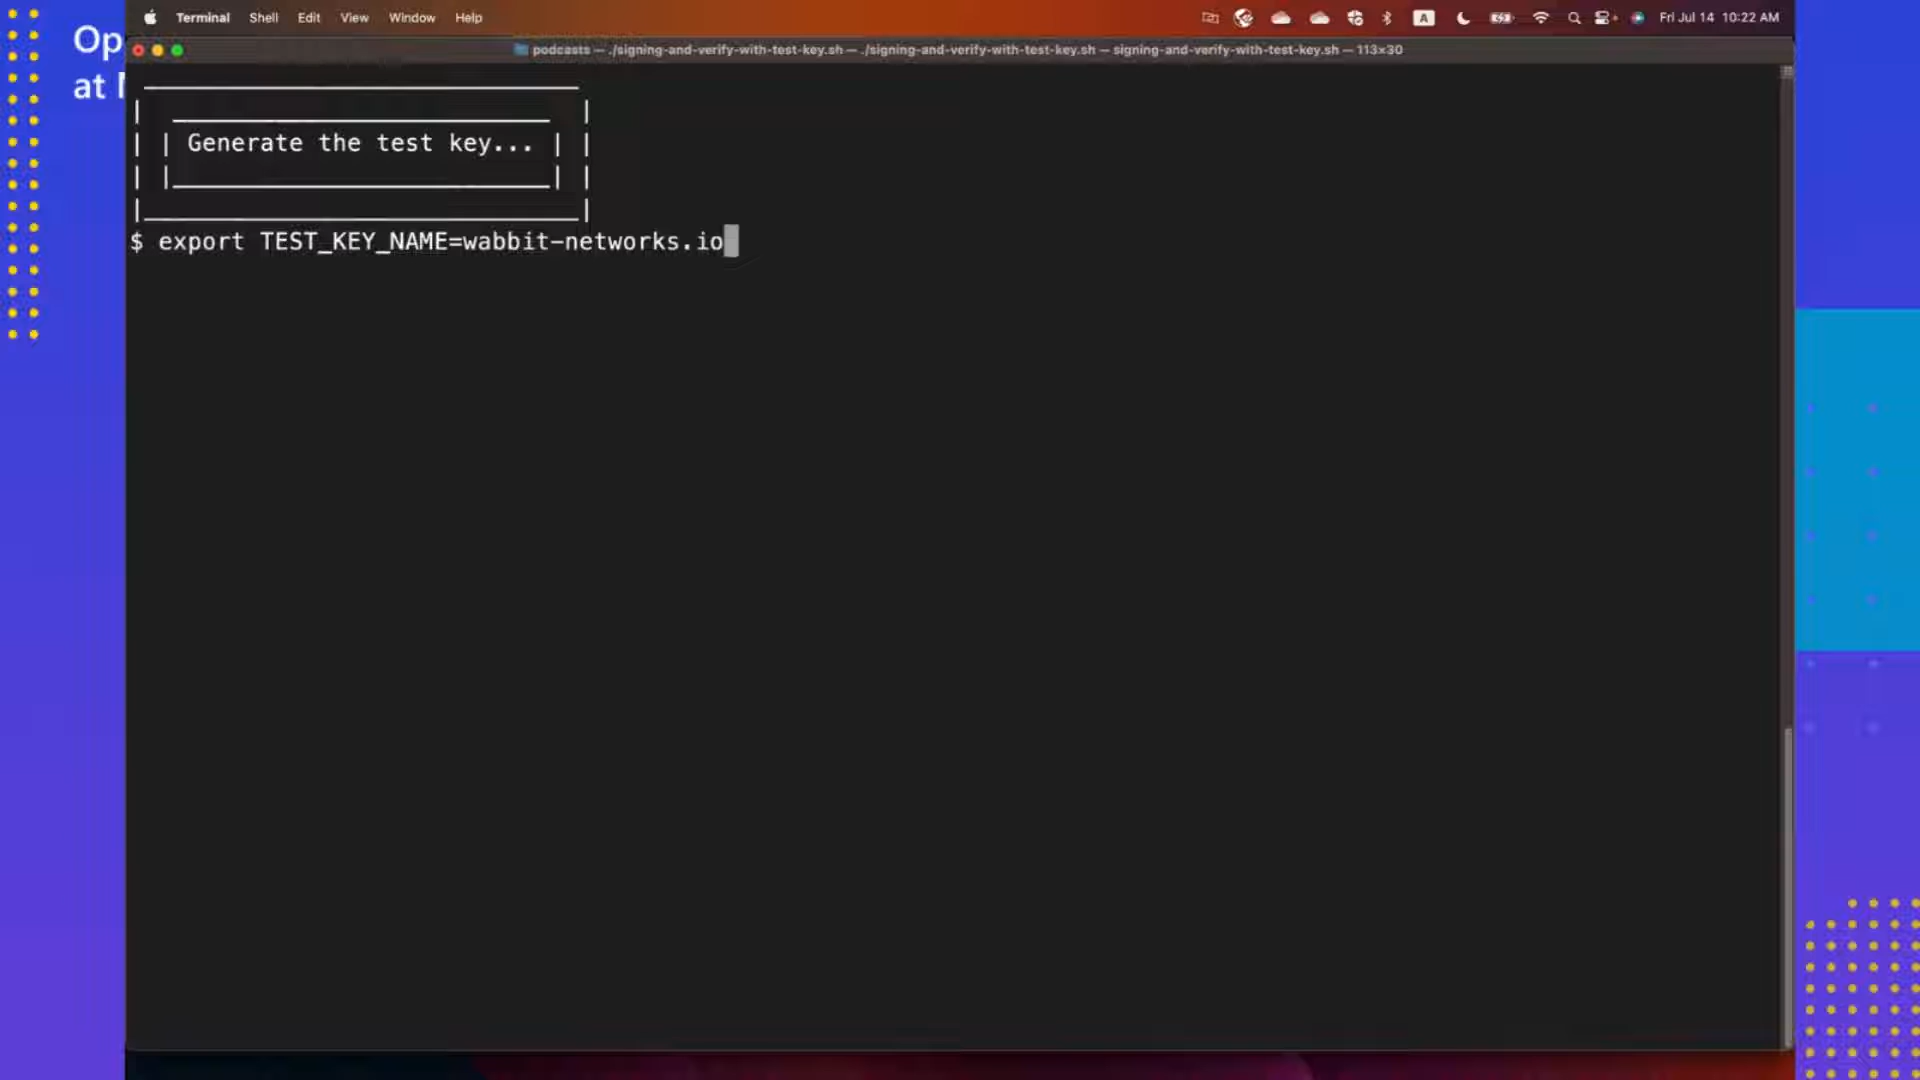 Terminal Shell Edit View Window Help A Fri Jul 14 10:22 AM
Op
at
podcasts — ./signing-and-verify-with-test-key.sh — ./signing-and-verify-with-test-key.sh — signing-and-verify-with-test-key.sh — 113×30
Generate the test key...
$ export TEST_KEY_NAME=wabbit-networks.io